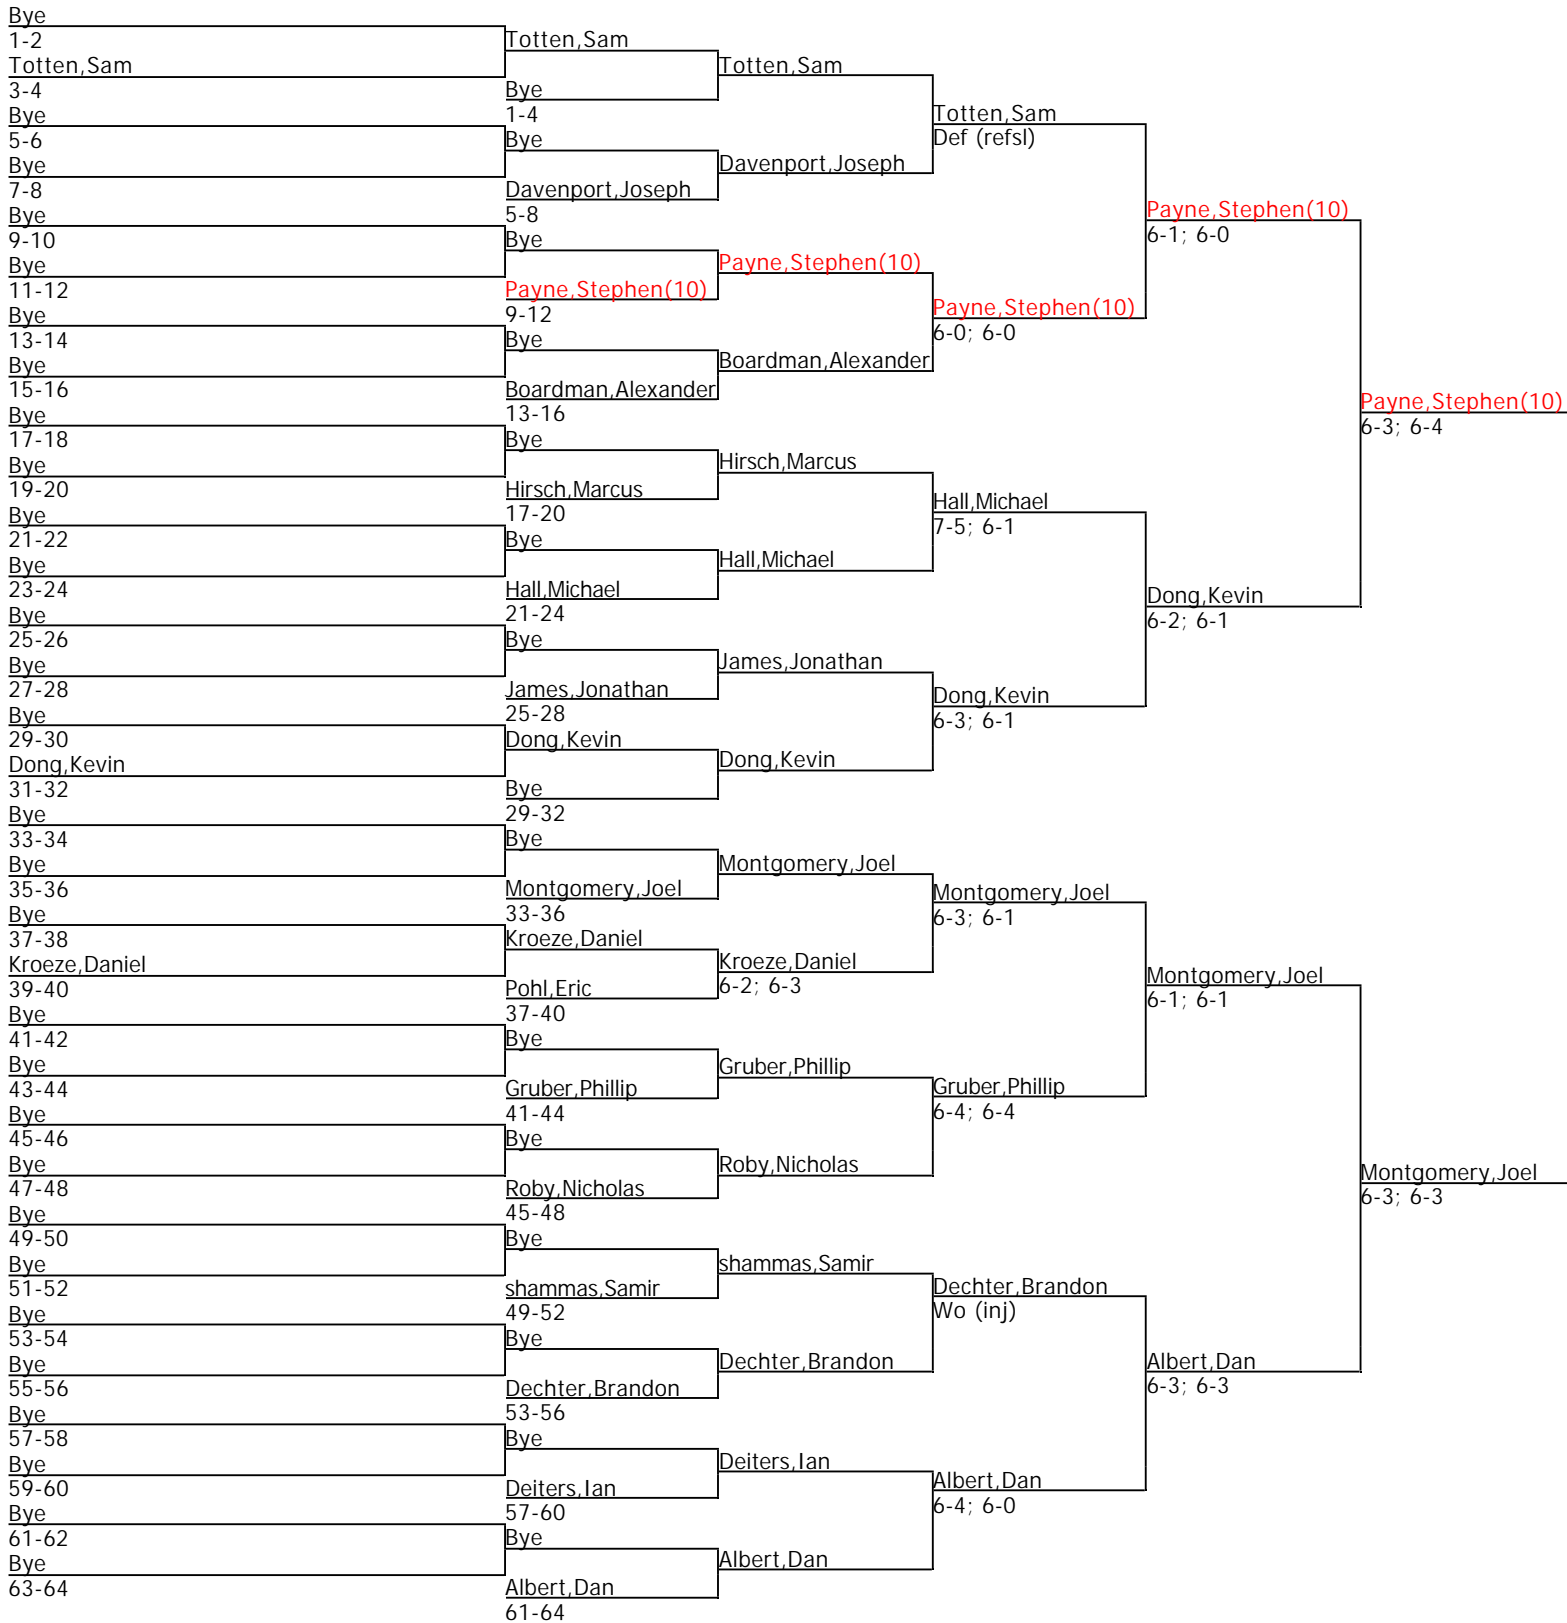 Bye
1-2
Totten,Sam
3-4
Bye
5-6
Bye
7-8
Bye
9-10
Bye
11-12
Bye
13-14
Bye
15-16
Bye
17-18
Bye
19-20
Bye
21-22
Bye
23-24
Bye
25-26
Bye
27-28
Bye
29-30
Dong,Kevin
31-32
Bye
33-34
Bye
35-36
Bye
37-38
Kroeze,Daniel
39-40
Bye
41-42
Bye
43-44
Bye
45-46
Bye
47-48
Bye
49-50
Bye
51-52
Bye
53-54
Bye
55-56
Bye
57-58
Bye
59-60
Bye
61-62
Bye
63-64
Totten,Sam
Bye
1-4
Bye
Davenport,Joseph
5-8
Bye
Payne,Stephen(10)
9-12
Bye
Boardman,Alexander
13-16
Bye
Hirsch,Marcus
17-20
Bye
Hall,Michael
21-24
Bye
James,Jonathan
25-28
Dong,Kevin
Bye
29-32
Bye
Montgomery,Joel
33-36
Kroeze,Daniel
Pohl,Eric
37-40
Bye
Gruber,Phillip
41-44
Bye
Roby,Nicholas
45-48
Bye
shammas,Samir
49-52
Bye
Dechter,Brandon
53-56
Bye
Deiters,Ian
57-60
Bye
Albert,Dan
61-64
Totten,Sam
Davenport,Joseph
Payne,Stephen(10)
Boardman,Alexander
Hirsch,Marcus
Hall,Michael
James,Jonathan
Dong,Kevin
Montgomery,Joel
Kroeze,Daniel
6-2; 6-3
Gruber,Phillip
Roby,Nicholas
shammas,Samir
Dechter,Brandon
Deiters,Ian
Albert,Dan
Totten,Sam
Def (refsl)
Payne,Stephen(10)
6-0; 6-0
Hall,Michael
7-5; 6-1
Dong,Kevin
6-3; 6-1
Montgomery,Joel
6-3; 6-1
Gruber,Phillip
6-4; 6-4
Dechter,Brandon
Wo (inj)
Albert,Dan
6-4; 6-0
Payne,Stephen(10)
6-1; 6-0
Dong,Kevin
6-2; 6-1
Montgomery,Joel
6-1; 6-1
Albert,Dan
6-3; 6-3
Payne,Stephen(10)
6-3; 6-4
Montgomery,Joel
6-3; 6-3